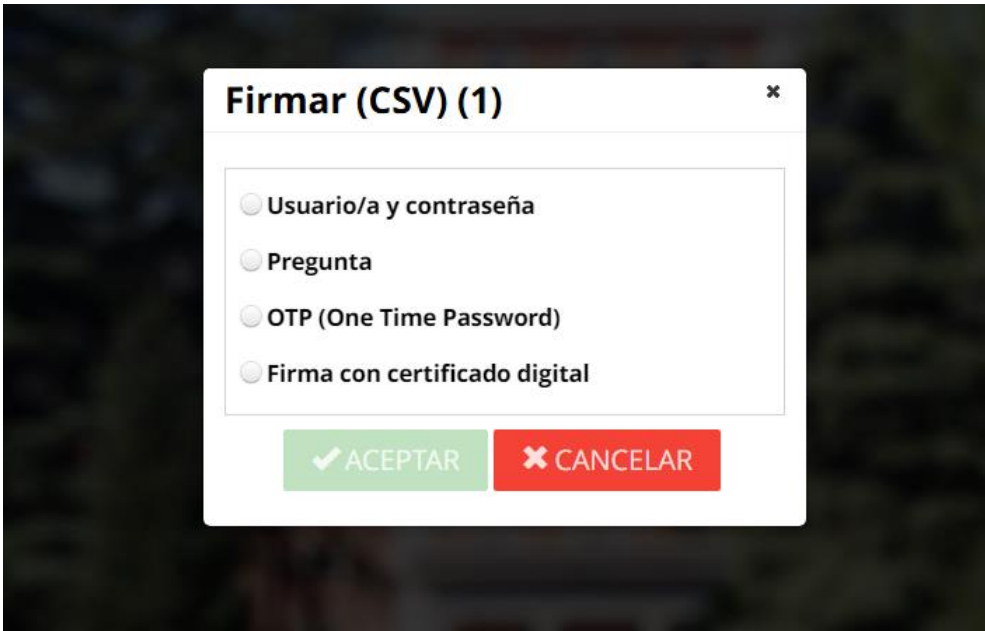 Firmar (CSV) (1)
Usuario/a y contraseña
Pregunta
OTP (One Time Password)
Firma con certificado digital
ACEPTAR
CANCELAR